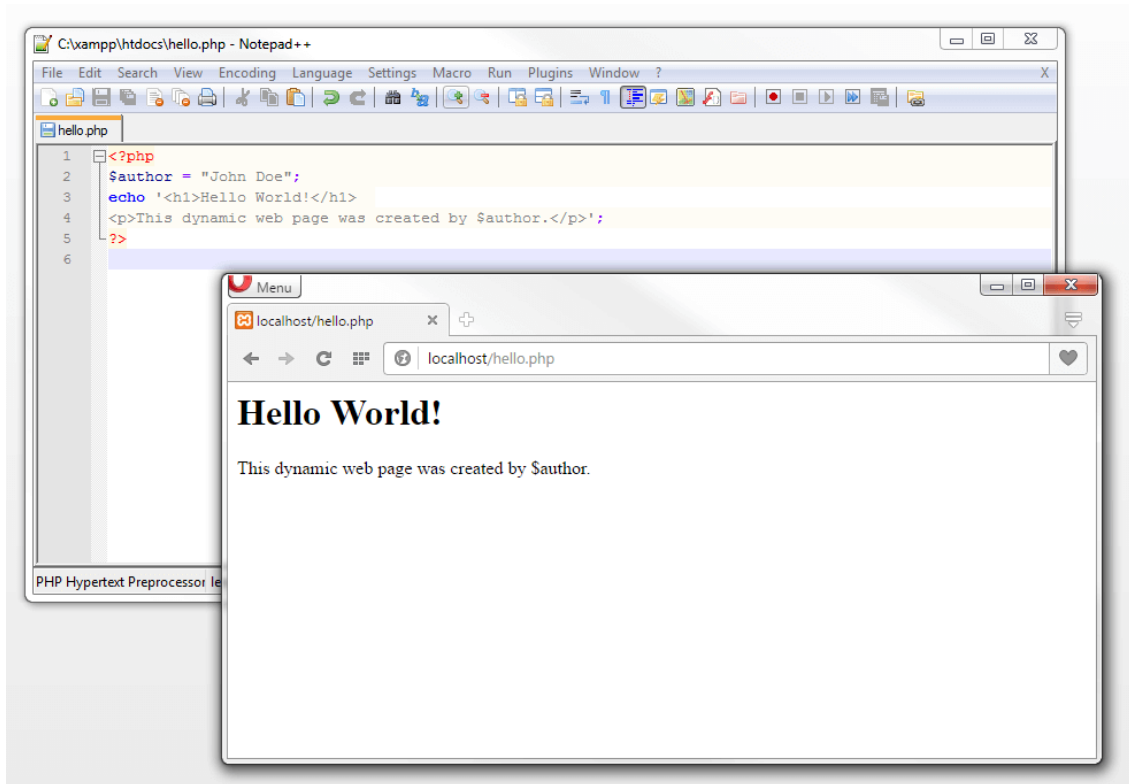 C:\xampp\htdocs\hello.php - Notepad++
File Edit Search View Encoding Language Settings Macro Run Plugins Window ? X
hello.php
1 <?php
2 $author = "John Doe";
3 echo '<h1>Hello World!</h1>
4 <p>This dynamic web page was created by $author.</p>';
5 ?>
6
Menu
localhost/hello.php
localhost/hello.php
Hello World!
This dynamic web page was created by $author.
PHP Hypertext Preprocessor le